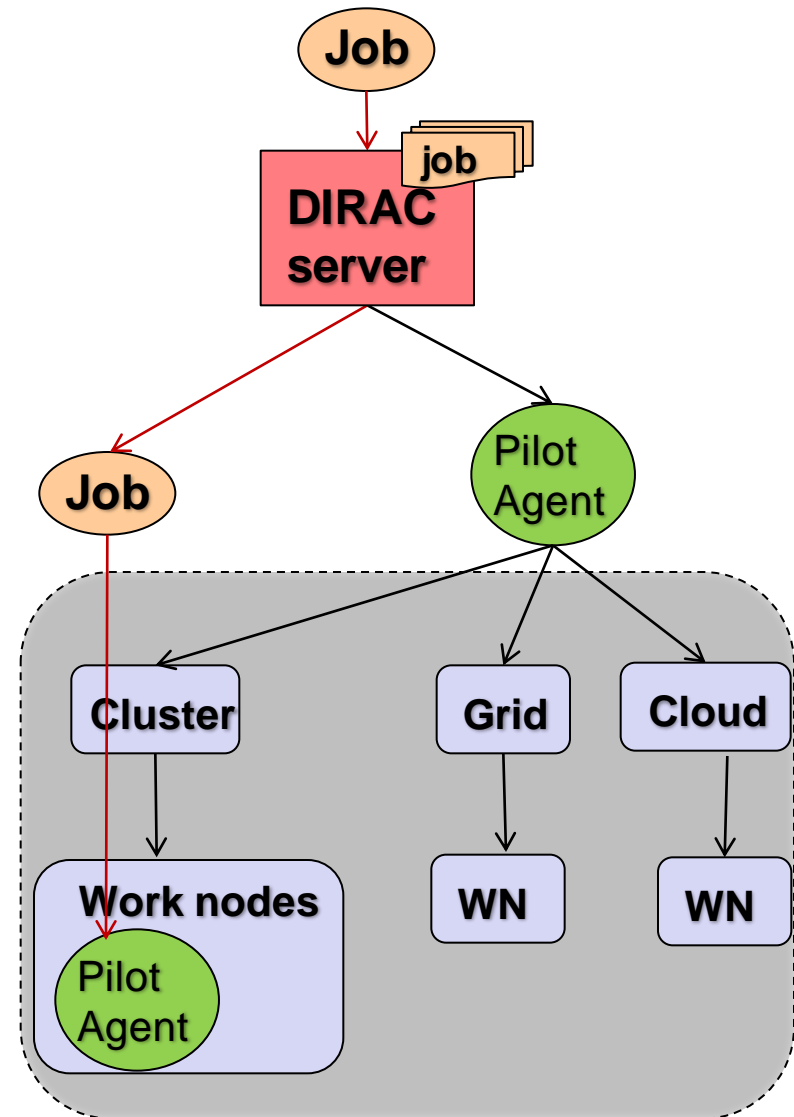 Job
job
DIRAC
server
Pilot
Agent
Job
Cluster
Grid
Cloud
Work nodes
WN
WN
Pilot
Agent